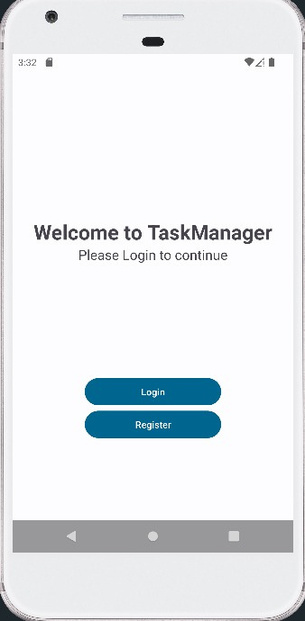 3:32
Welcome to TaskManager
Please Login to continue
Login
Register